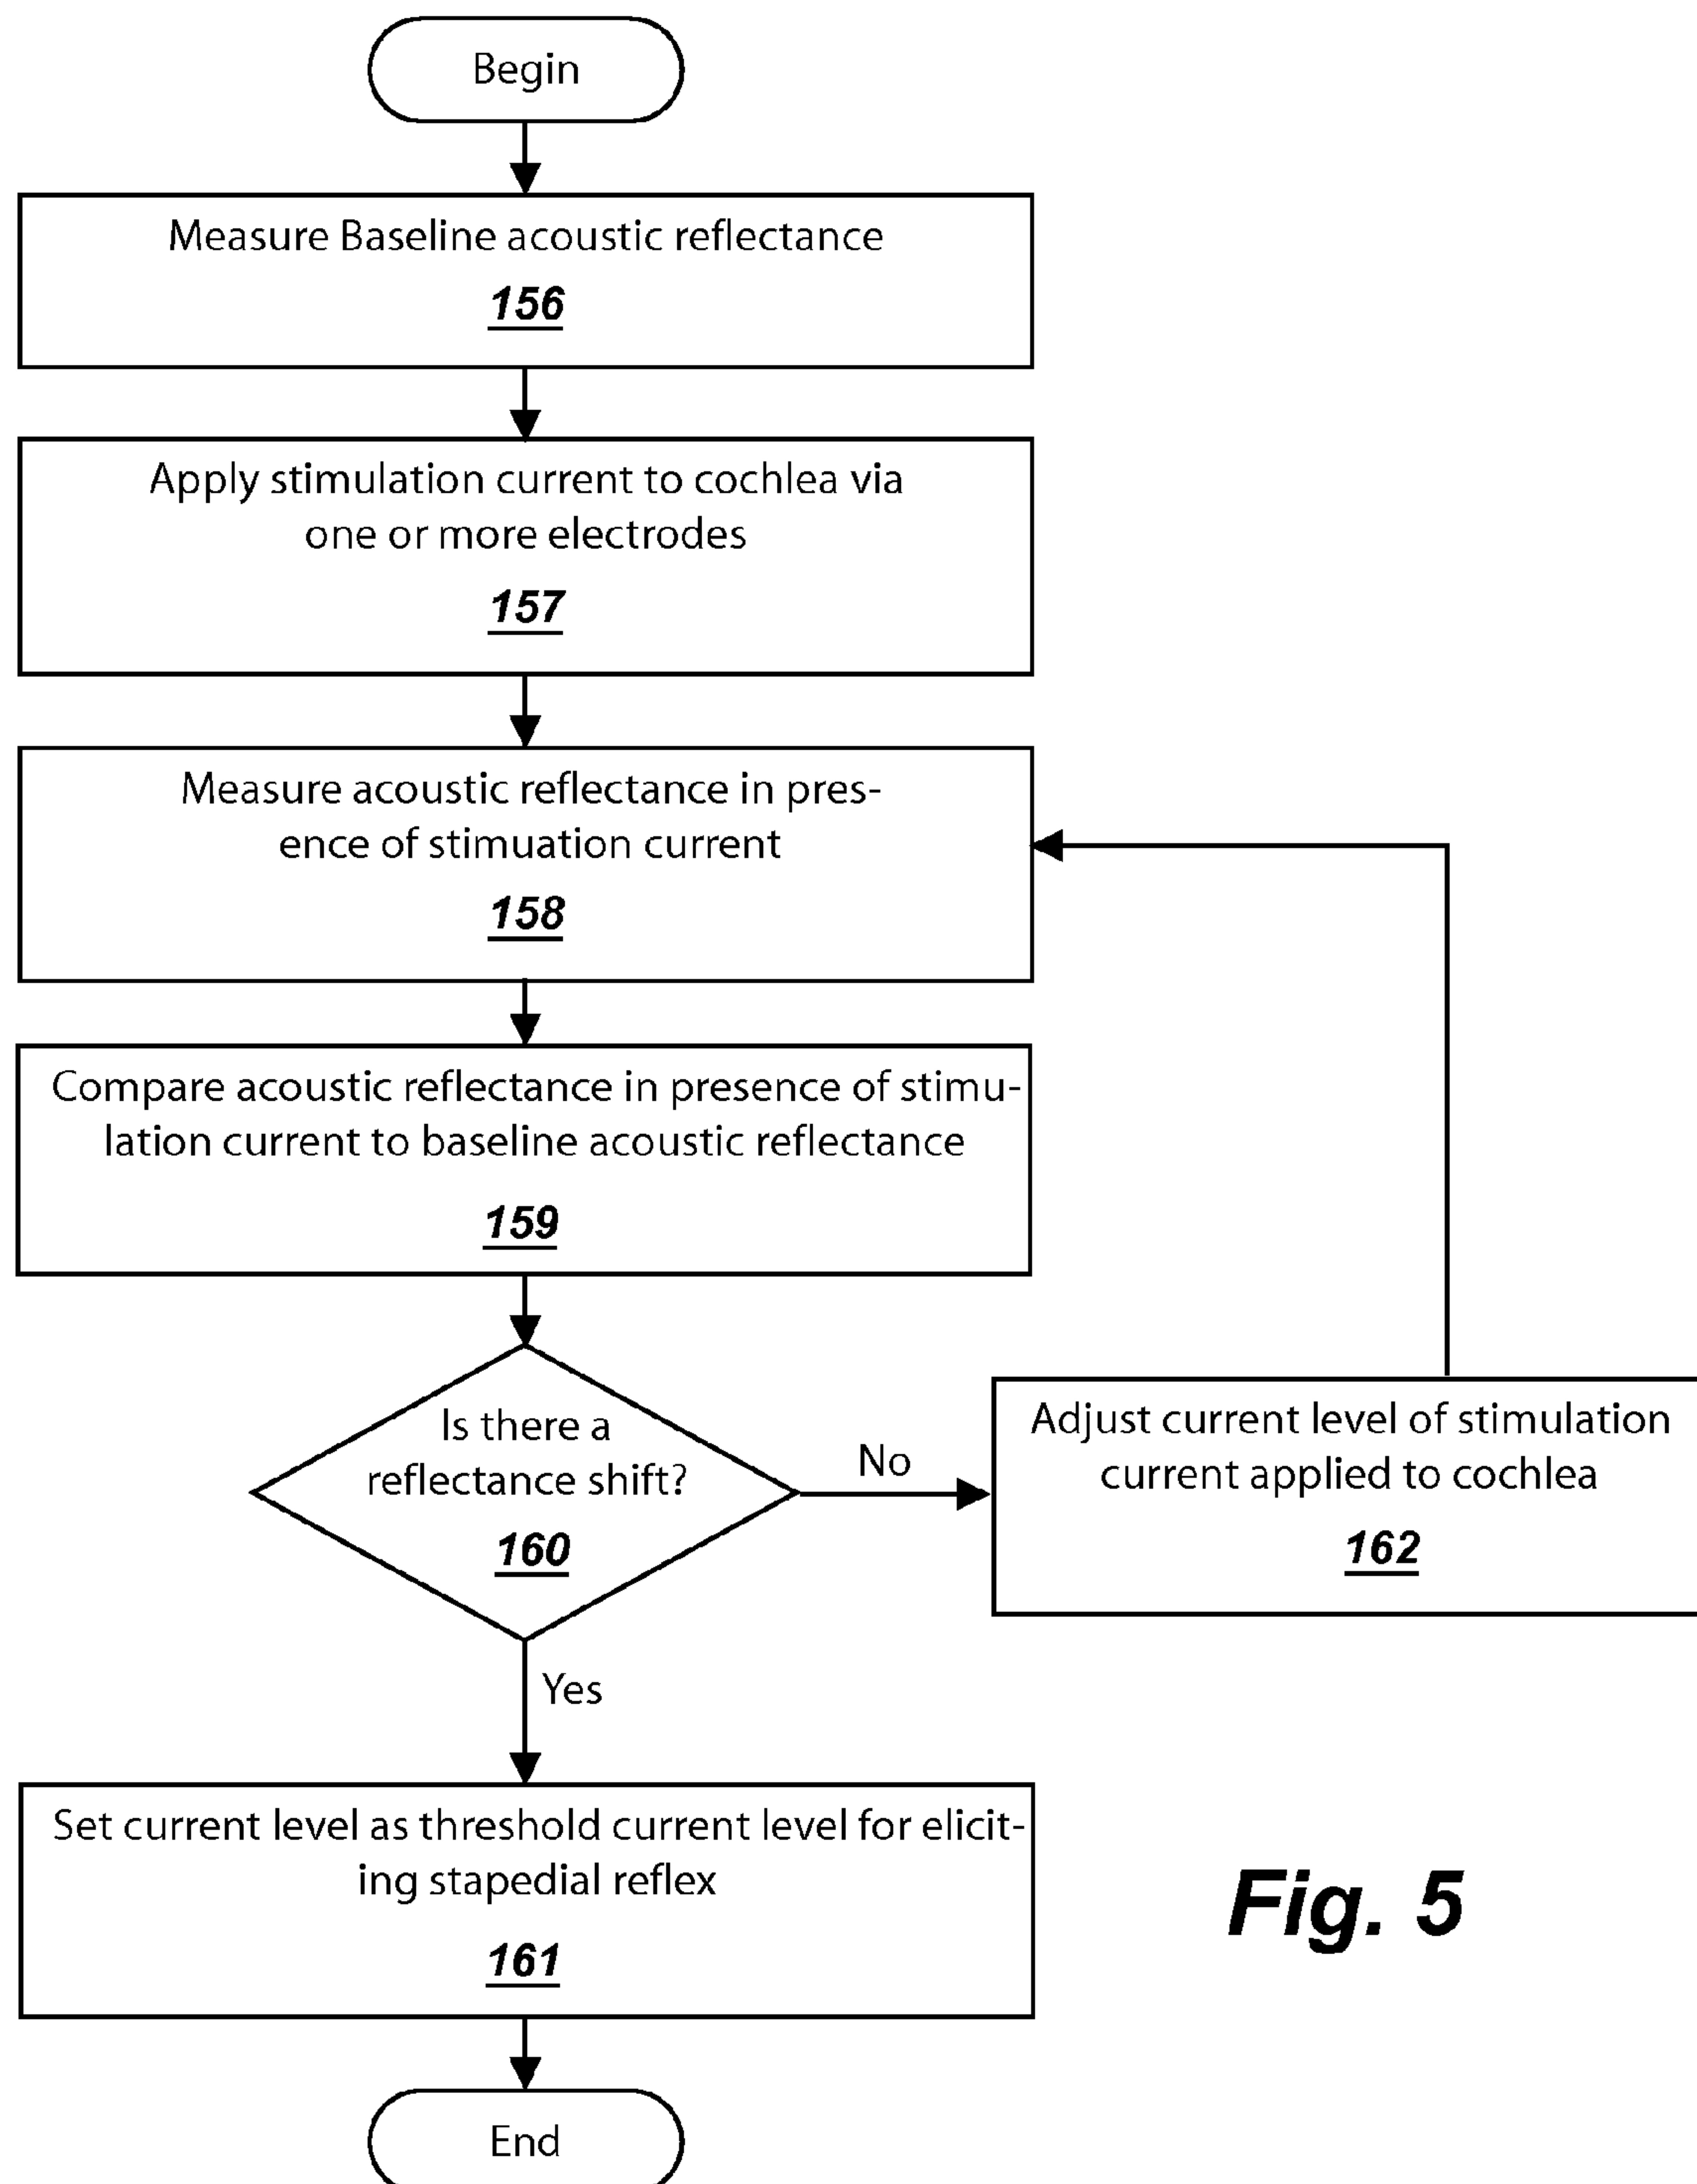 Begin
Measure Baseline acoustic reflectance
156
Apply stimulation current to cochlea via
one or more electrodes
157
Measure acoustic reflectance in pres-
ence of stimuation current
158
Compare acoustic reflectance in presence of stimu-
lation current to baseline acoustic reflectance
159
Is there a
reflectance shift?
160
No
Adjust current level of stimulation
current applied to cochlea
162
Yes
Set current level as threshold current level for elicit-
ing stapedial reflex
161
Fig. 5
End